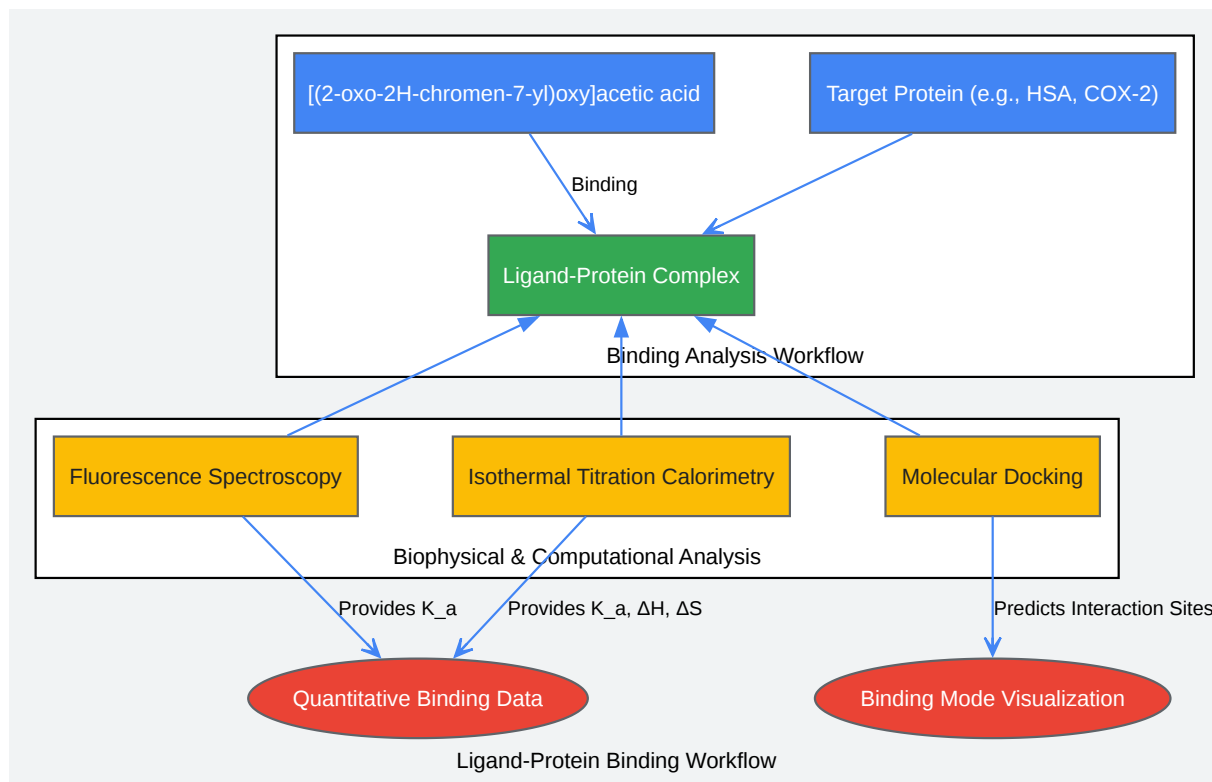 [(2-oxo-2H-chromen-7-yl)oxy]acetic acid
Target Protein (e.g., HSA, COX-2)
Binding
Ligand-Protein Complex
Binding Analysis Workflow
Fluorescence Spectroscopy
Isothermal Titration Calorimetry
Molecular Docking
Biophysical & Computational Analysis
Provides K_a
Provides K_a, ΔH, ΔS
Predicts Interaction Sites
Quantitative Binding Data
Binding Mode Visualization
Ligand-Protein Binding Workflow